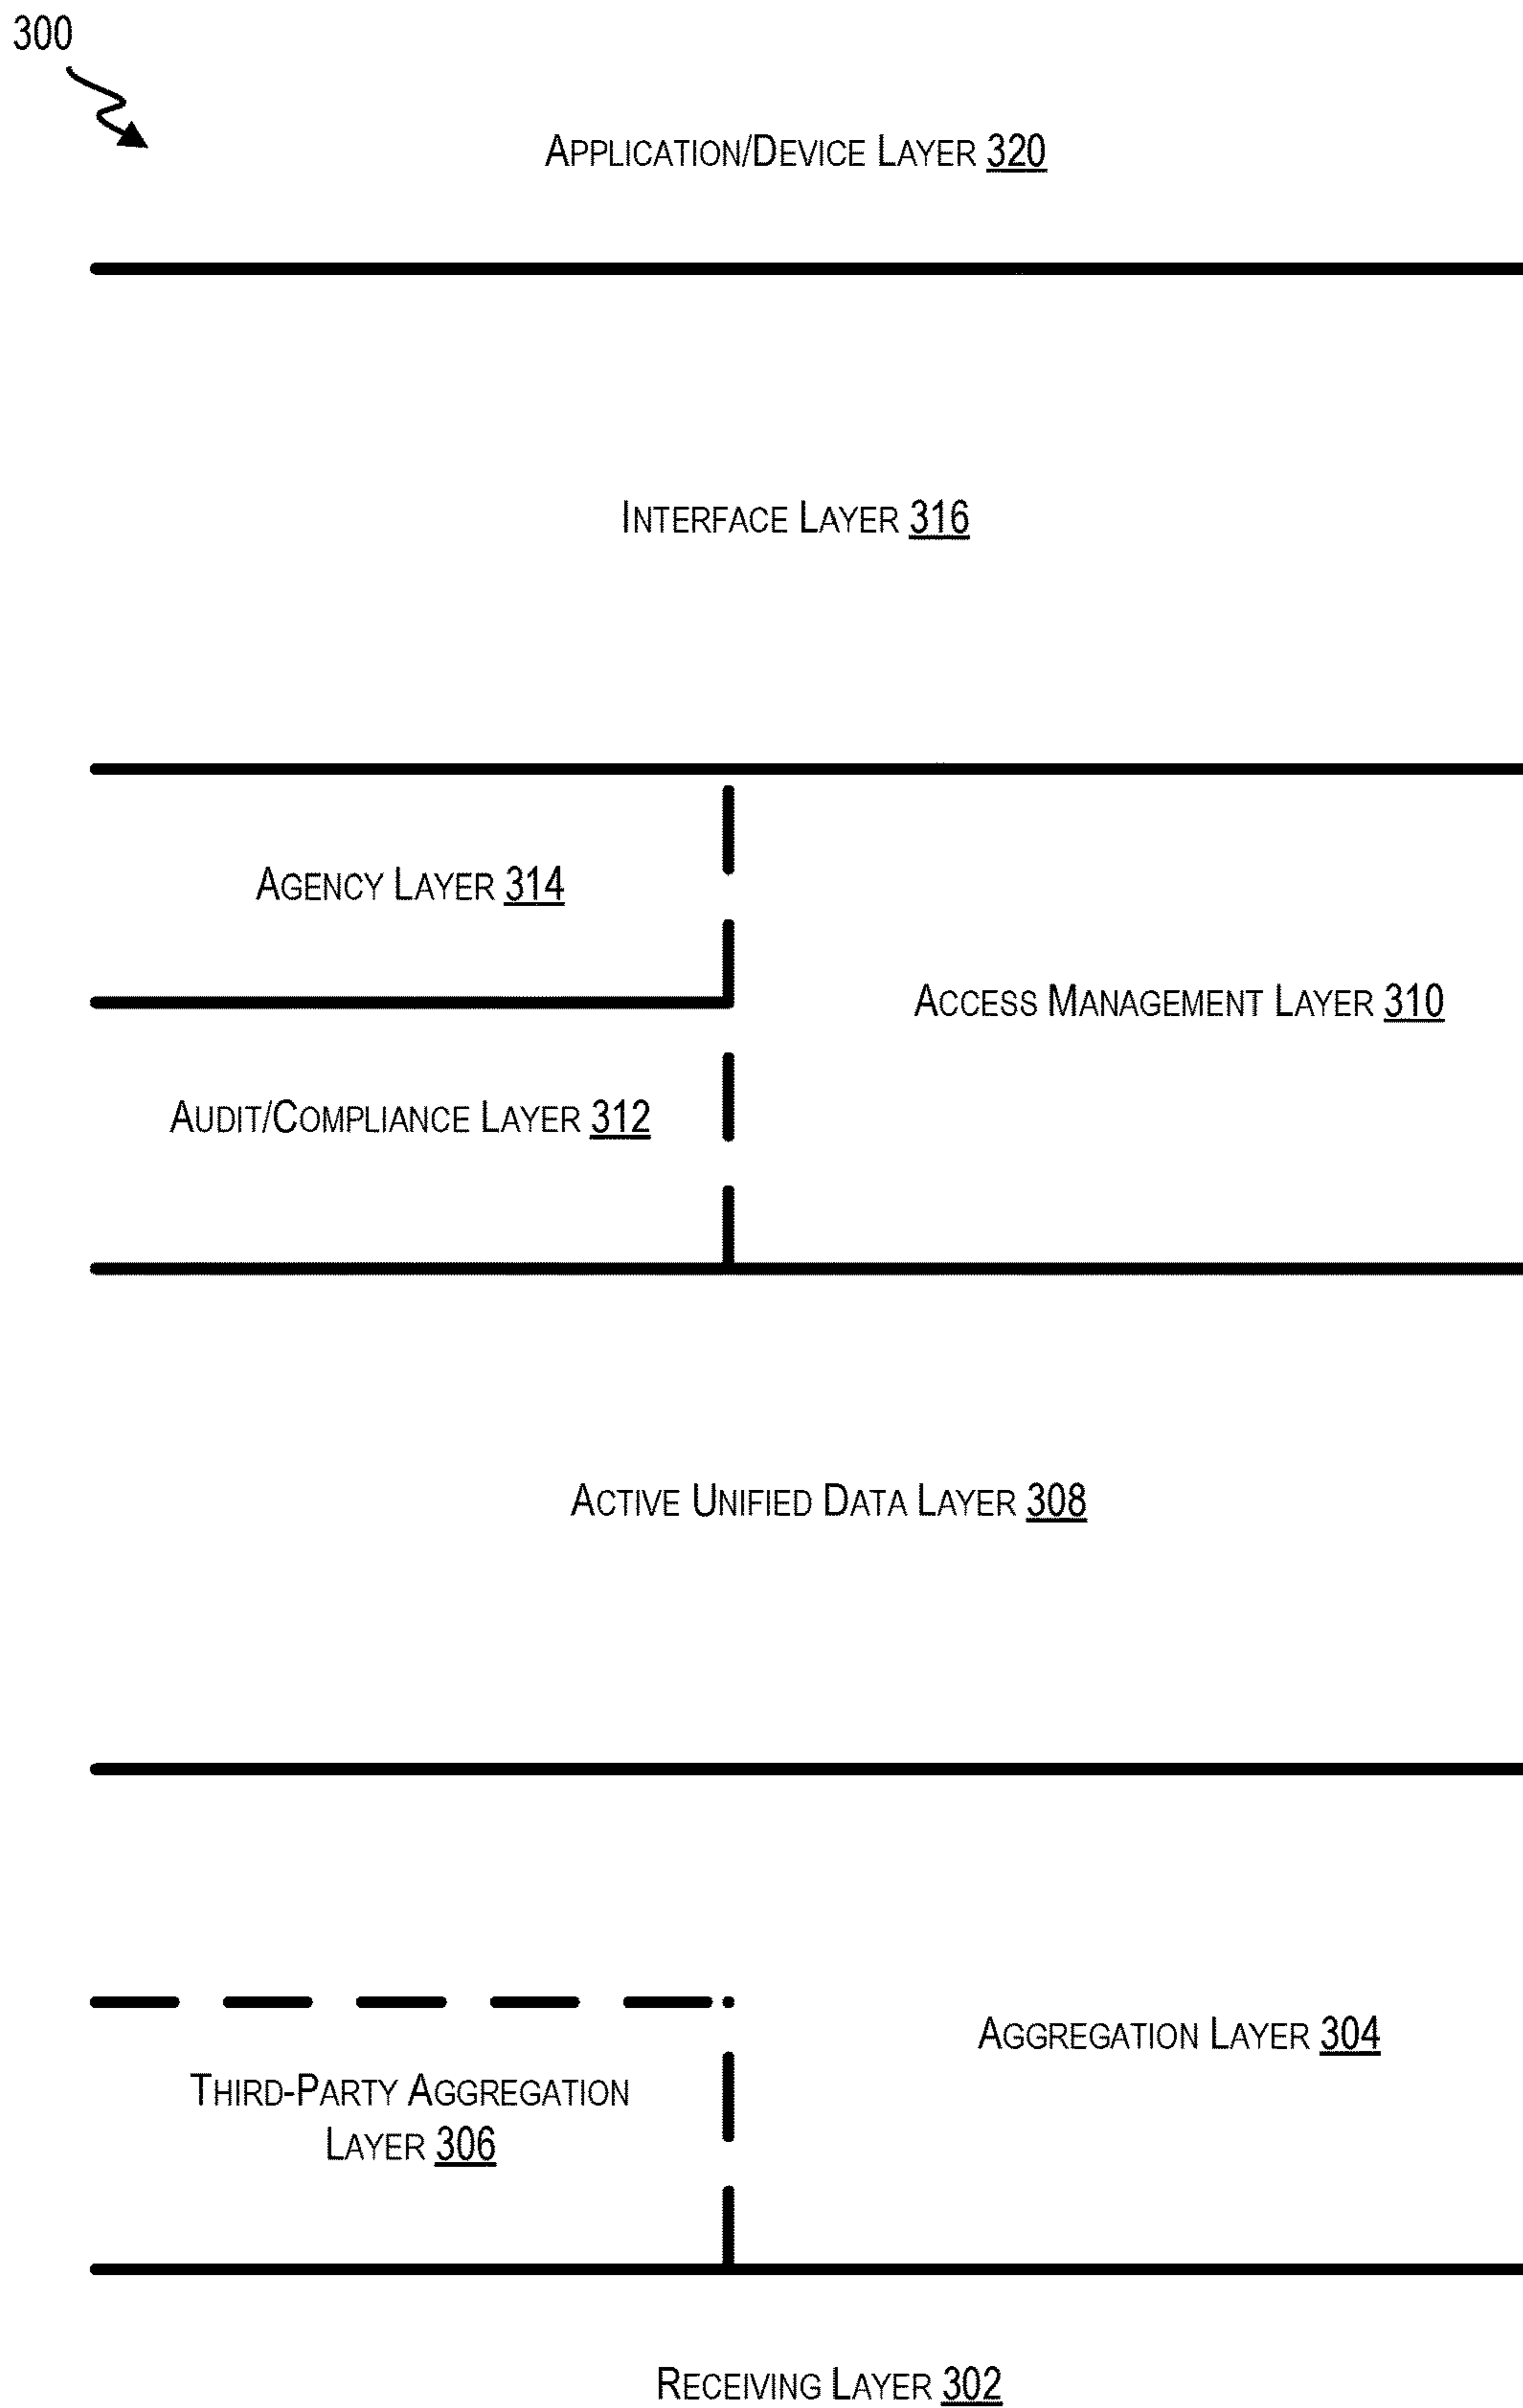 300
APPLICATION/DEVICE LAYER 320
INTERFACE LAYER 316
AGENCY LAYER 314
ACCESS MANAGEMENT LAYER 310
AUDIT/COMPLIANCE LAYER 312
ACTIVE UNIFIED DATA LAYER 308
AGGREGATION LAYER 304
THIRD-PARTY AGGREGATION
LAYER 306
RECEIVING LAYER 302